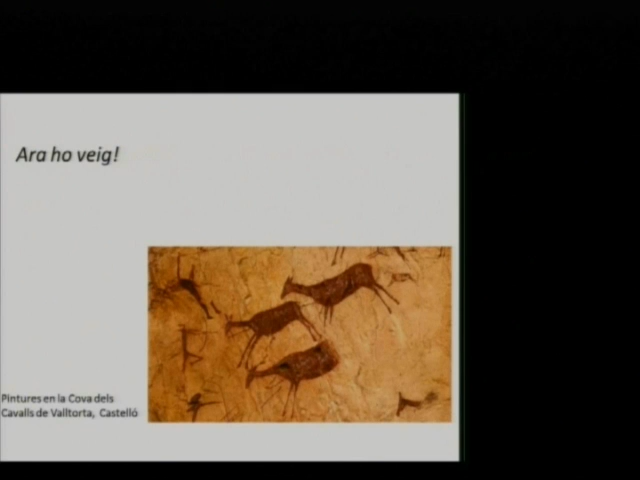 Ara ho veig!
Pintures en la Cova dels
Cavalls de Valltorta, Castelló